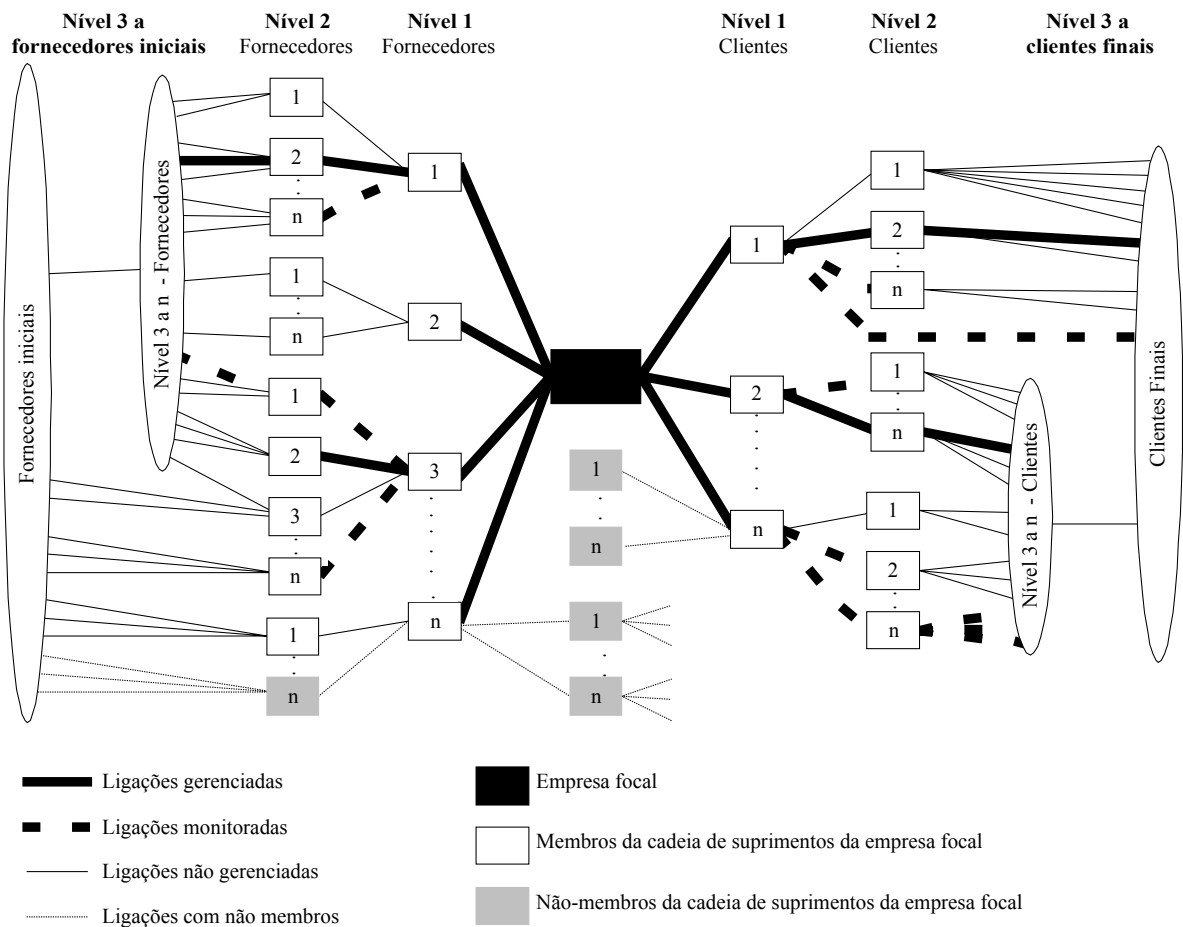 Nível 3 a
fornecedores iniciais
Nível 2
Fornecedores
Nível 1
Fornecedores
Nível 1
Clientes
Nível 2
Clientes
Nível 3 a
clientes finais
Fornecedores iniciais
Nível 3 a n - Fornecedores
1
2
n
1
n
1
2
3
n
1
n
1
2
3
n
1
n
1
n
1
2
n
1
2
n
1
n
1
2
n
Nível 3 a n - Clientes
Clientes Finais
Ligações gerenciadas
Ligações monitoradas
Ligações não gerenciadas
Ligações com não membros
Empresa focal
Membros da cadeia de suprimentos da empresa focal
Não-membros da cadeia de suprimentos da empresa focal